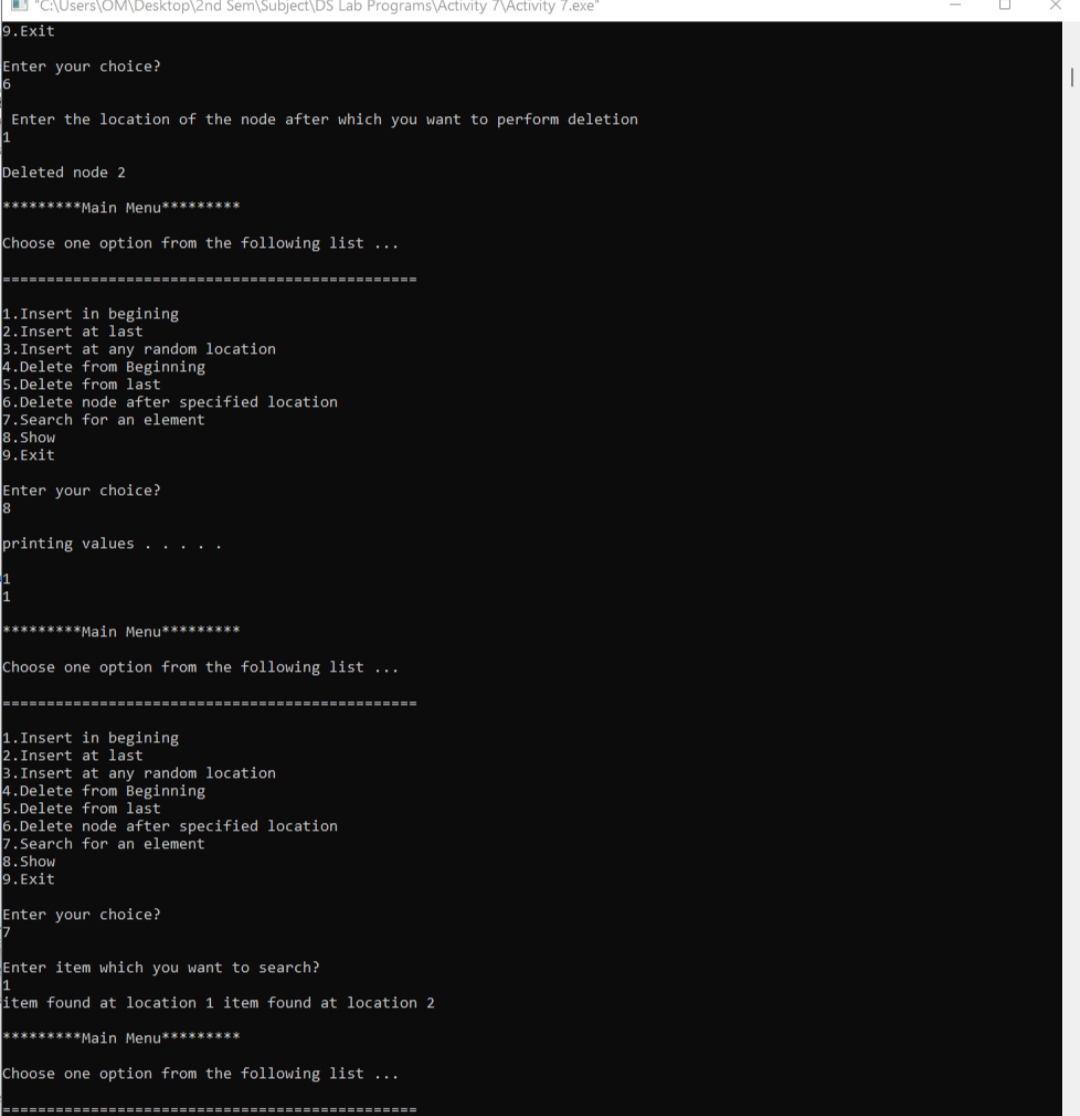 "C:\Users\OM\Desktop\2nd Sem\Subject\DS Lab Programs\Activity 7\Activity 7.exe"
9.Exit
Enter your choice?
6
Enter the location of the node after which you want to perform deletion
1
Deleted node 2
*********Main Menu*********
Choose one option from the following list ...
===============================================
1.Insert in begining
2.Insert at last
3.Insert at any random location
4.Delete from Beginning
5.Delete from last
6.Delete node after specified location
7.Search for an element
8.Show
9.Exit
Enter your choice?
8
printing values . . . . .
1
1
*********Main Menu*********
Choose one option from the following list ...
===============================================
1.Insert in begining
2.Insert at last
3.Insert at any random location
4.Delete from Beginning
5.Delete from last
6.Delete node after specified location
7.Search for an element
8.Show
9.Exit
Enter your choice?
7
Enter item which you want to search?
1
item found at location 1 item found at location 2
*********Main Menu*********
Choose one option from the following list ...
===============================================